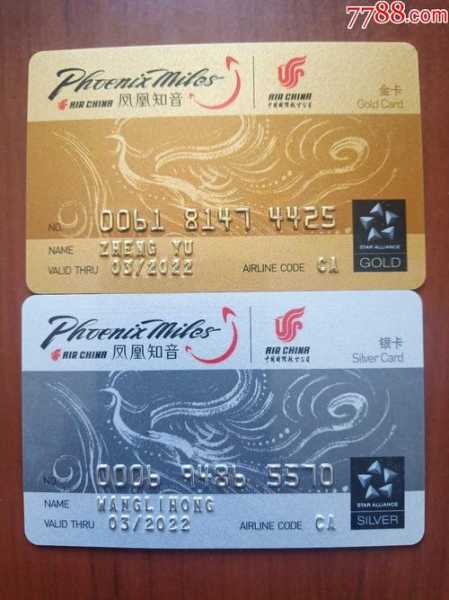 7788.com
Phoenix Miles
AIR CHINA 凤凰知音
AIR CHINA
中国国际航空公司
金卡
Gold Card
NO. 0061 8147 4425
NAME ZHENG YU
VALID THRU 03/2022 AIRLINE CODE CA
STAR ALLIANCE
GOLD
Phoenix Miles
AIR CHINA 凤凰知音
AIR CHINA
中国国际航空公司
银卡
Silver Card
NO. 0006 9486 5570
NAME WANGLIHONG
VALID THRU 03/2022 AIRLINE CODE CA
STAR ALLIANCE
SILVER